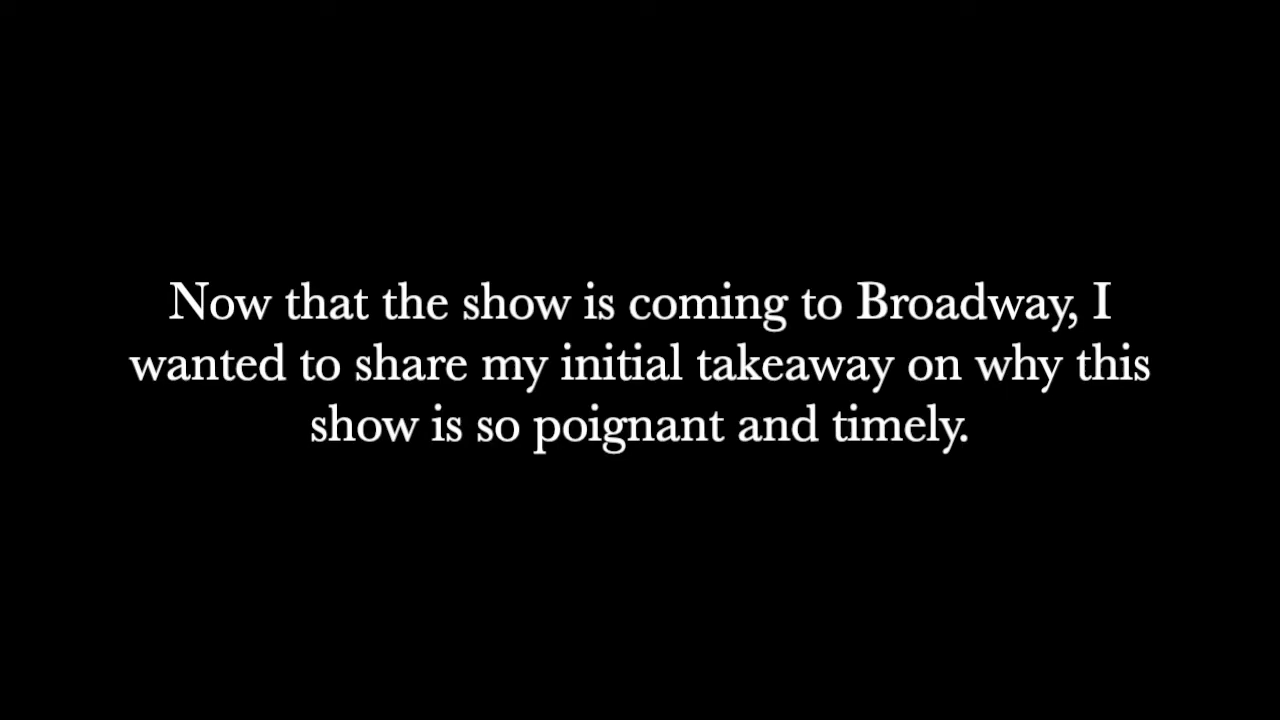 Now that the show is coming to Broadway, I
wanted to share my initial takeaway on why this
show is so poignant and timely.